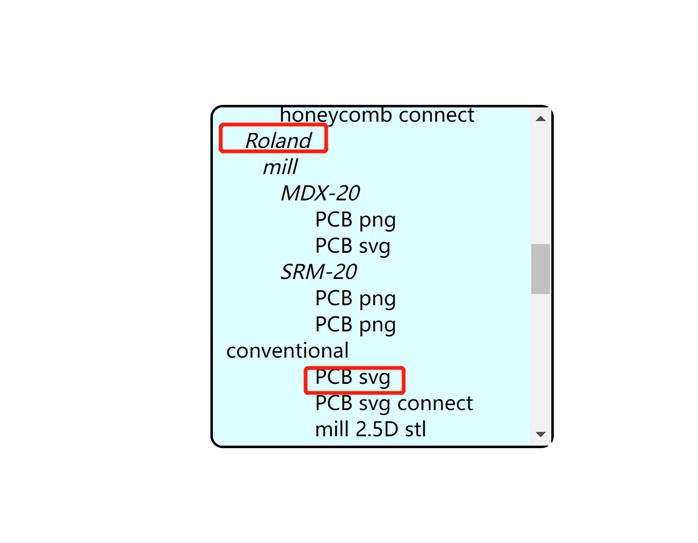 honeycomb connect
Roland
mill
MDX-20
PCB png
PCB svg
SRM-20
PCB png
PCB png
conventional
PCB svg
PCB svg connect
mill 2.5D stl